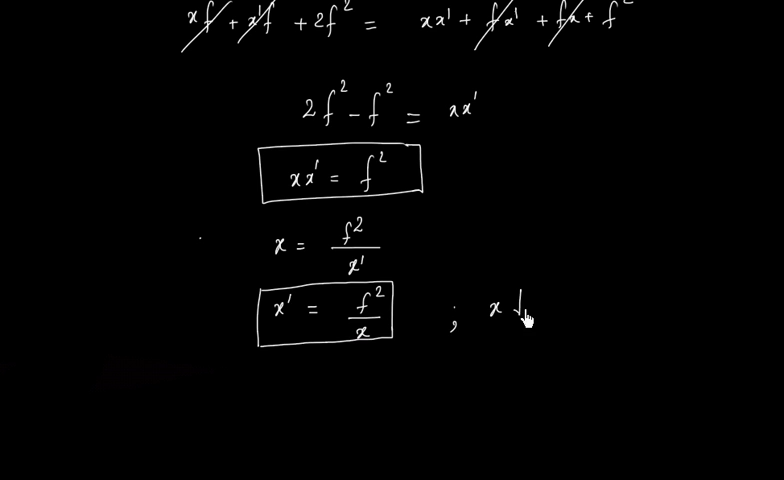 xf + x'f + 2f² = xx' + fx' + fx + f²
2f² - f² = xx'
xx' = f²
x = f²/x'
x' = f²/x ; x ↓